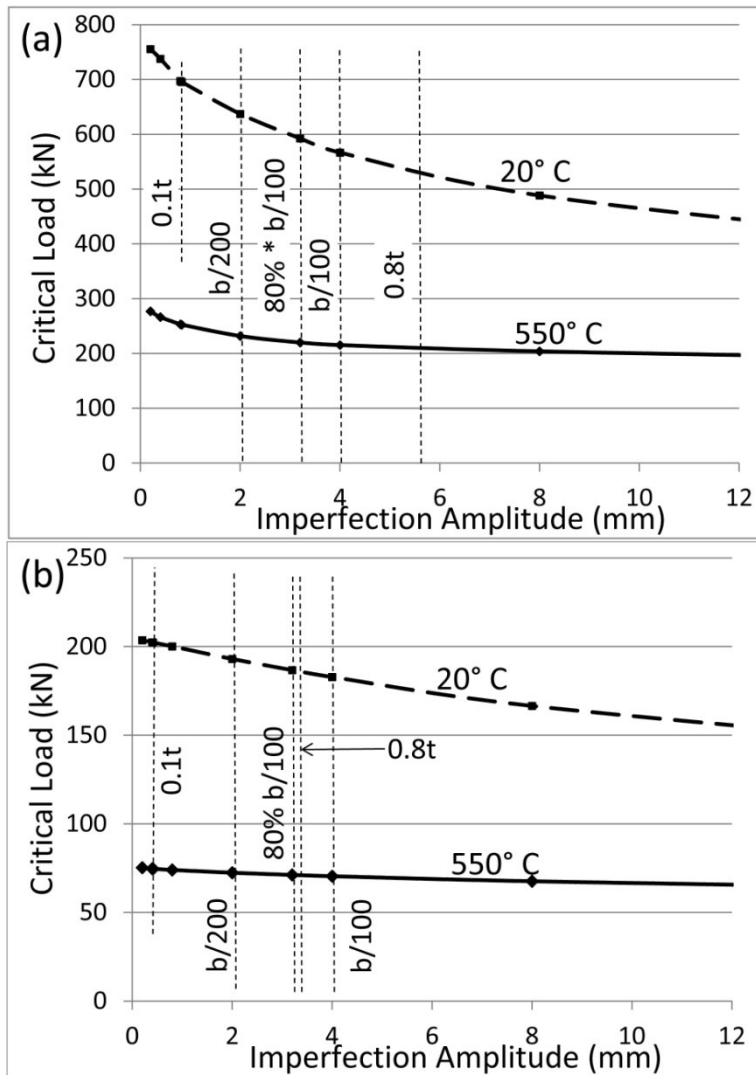 (a)
Critical Load (kN)
800
700
600
500
400
300
200
100
0
0.1t
b/200
80% * b/100
b/100
0.8t
20° C
550° C
0 2 4 6 8 10 12
Imperfection Amplitude (mm)
(b)
Critical Load (kN)
250
200
150
100
50
0
0.1t
b/200
80% b/100
0.8t
b/100
20° C
550° C
0 2 4 6 8 10 12
Imperfection Amplitude (mm)